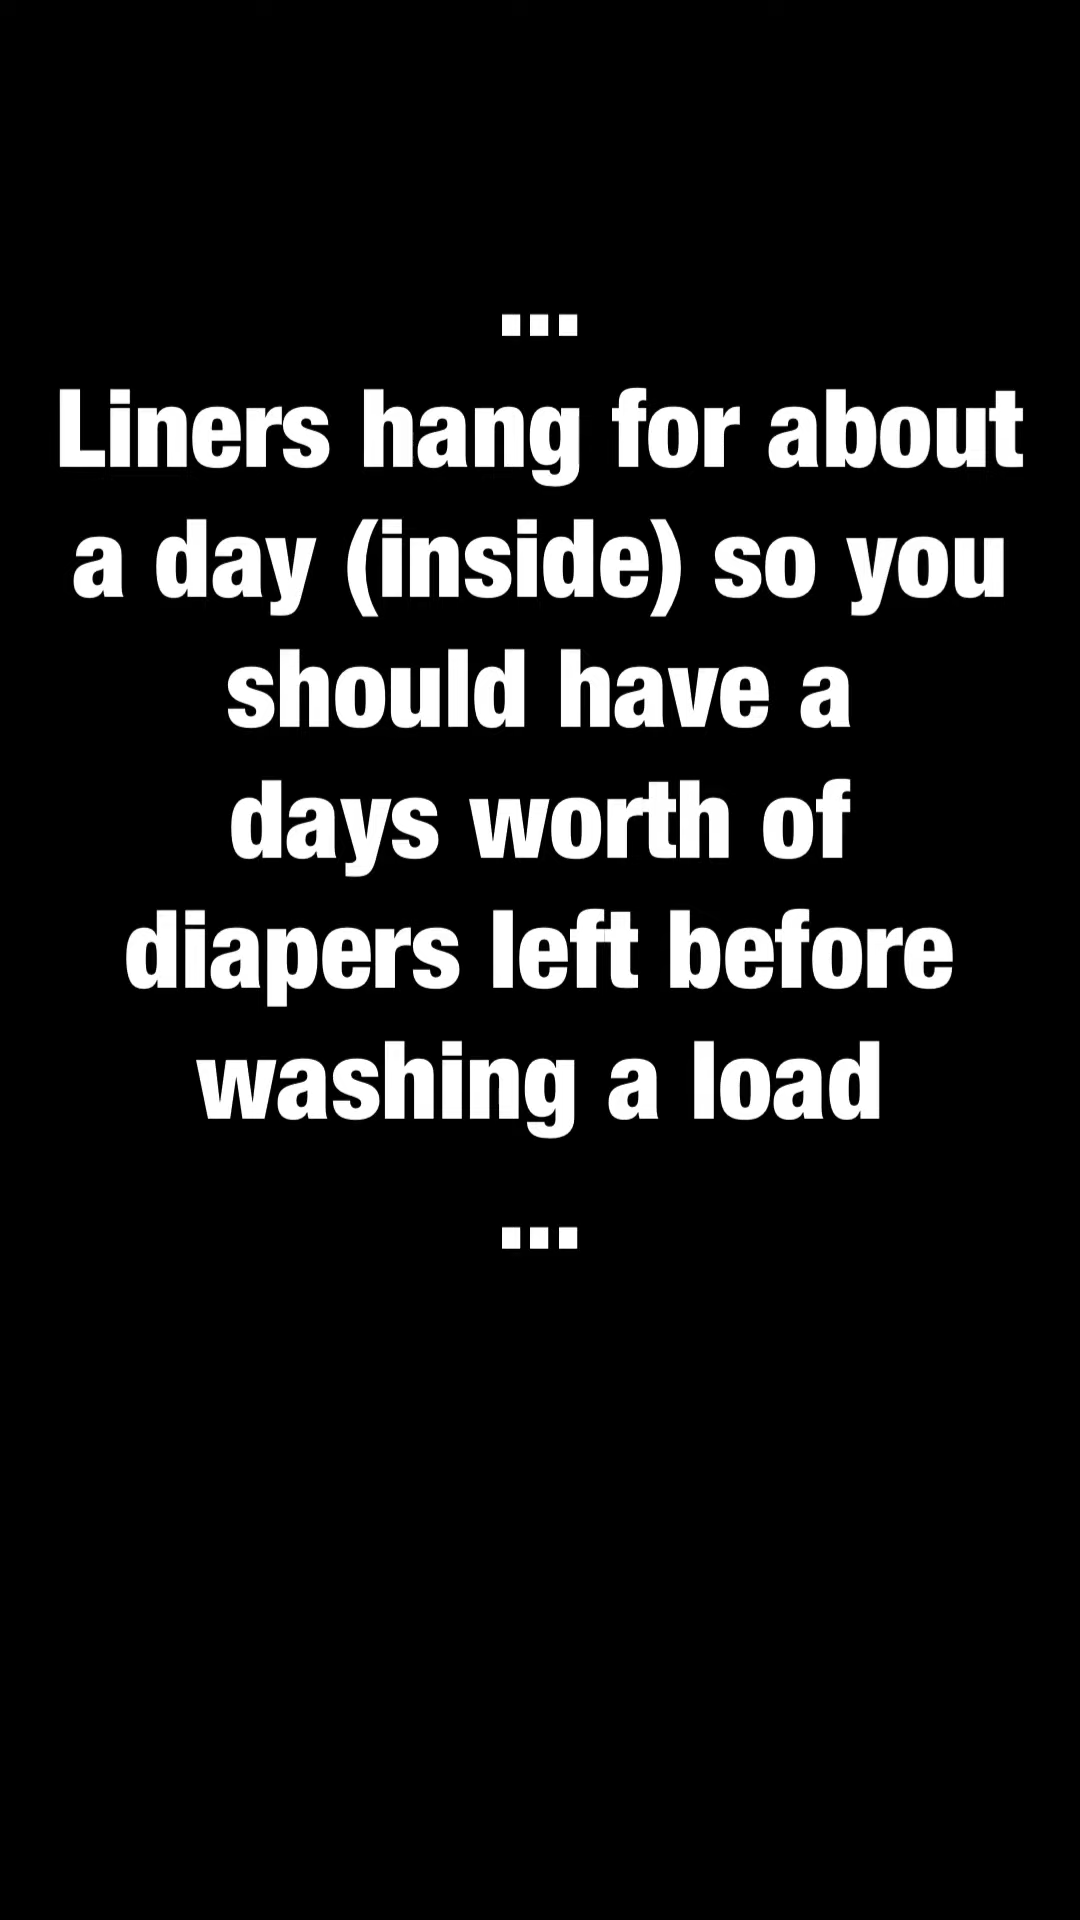 ...
Liners hang for about
a day (inside) so you
should have a
days worth of
diapers left before
washing a load
...